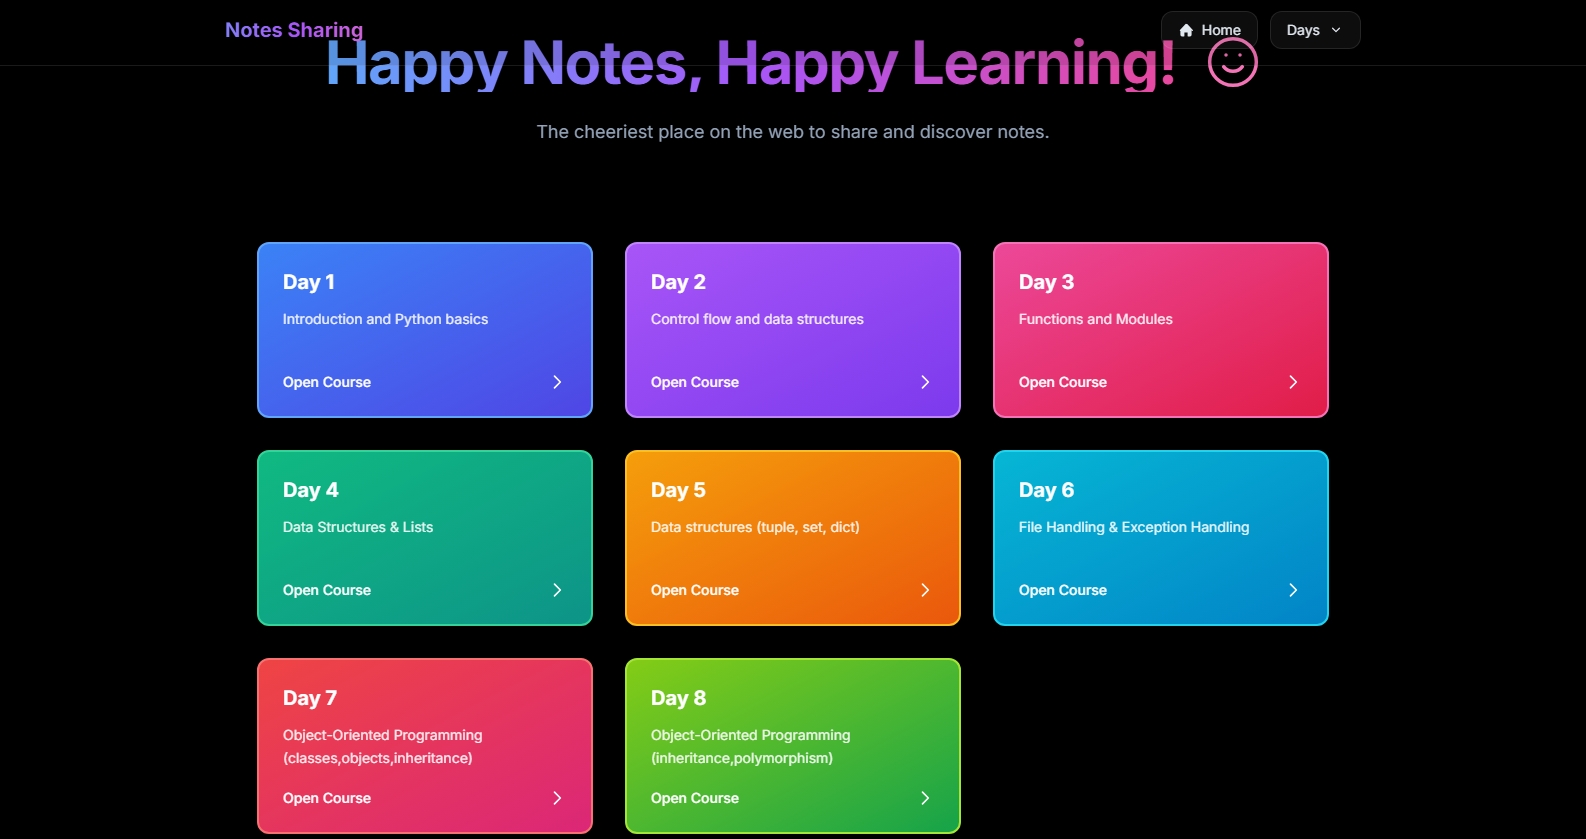 Notes Sharing
Home
Days
Happy Notes, Happy Learning!
The cheeriest place on the web to share and discover notes.
Day 1
Introduction and Python basics
Open Course
Day 2
Control flow and data structures
Open Course
Day 3
Functions and Modules
Open Course
Day 4
Data Structures & Lists
Open Course
Day 5
Data structures (tuple, set, dict)
Open Course
Day 6
File Handling & Exception Handling
Open Course
Day 7
Object-Oriented Programming
(classes,objects,inheritance)
Open Course
Day 8
Object-Oriented Programming
(inheritance,polymorphism)
Open Course